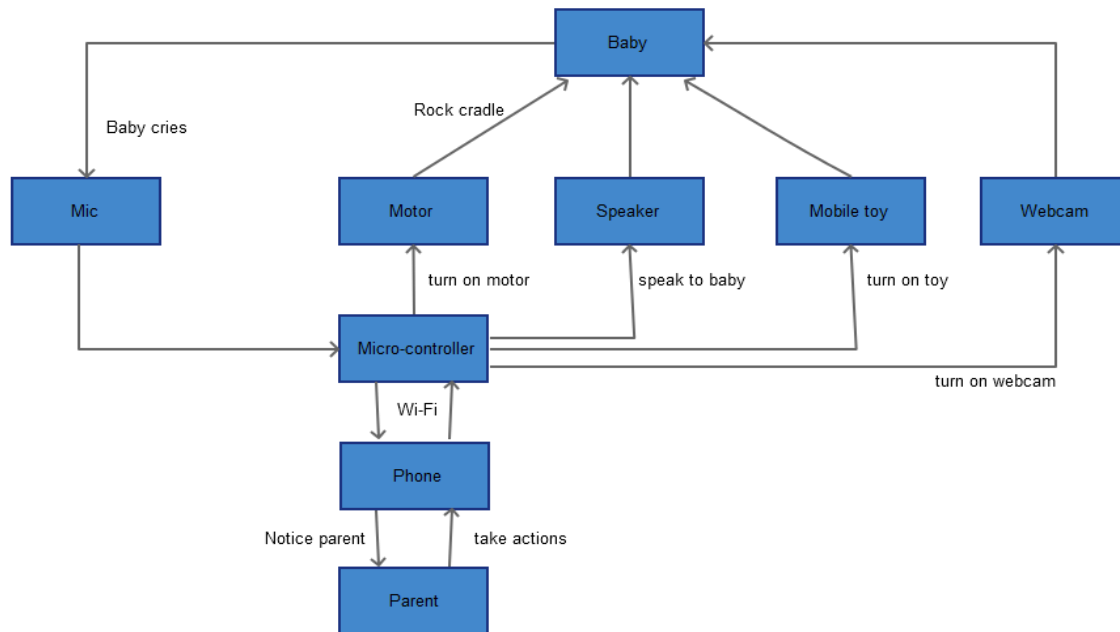 Baby
Rock cradle
Baby cries
Mic
Motor
Speaker
Mobile toy
Webcam
turn on motor
speak to baby
turn on toy
Micro-controller
turn on webcam
Wi-Fi
Phone
Notice parent
take actions
Parent